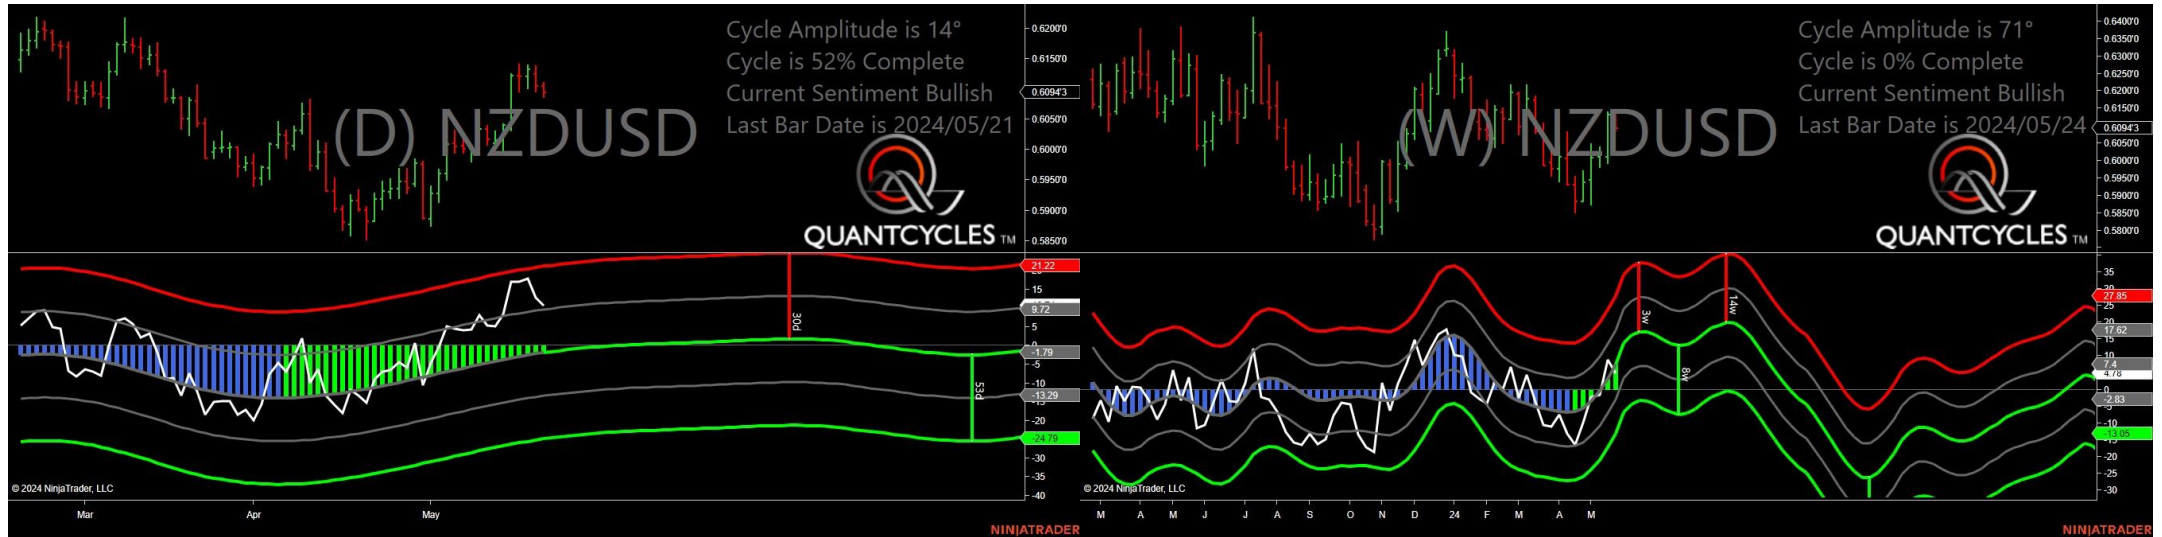 Cycle Amplitude is 14°
Cycle is 52% Complete
Current Sentiment Bullish
Last Bar Date is 2024/05/21
(D) NZDUSD
QUANTCYCLES TM
0.6200'0
0.6150'0
0.6094'3
0.6050'0
0.6000'0
0.5950'0
0.5900'0
0.5850'0
21.22
15
9.72
5
0
-1.79
-5
-10
-13.29
-20
-24.79
-30
-35
-40
30d
53d
© 2024 NinjaTrader, LLC
Mar
Apr
May
NINJATRADER
Cycle Amplitude is 71°
Cycle is 0% Complete
Current Sentiment Bullish
Last Bar Date is 2024/05/24
(W) NZDUSD
QUANTCYCLES TM
0.6400'0
0.6350'0
0.6300'0
0.6250'0
0.6200'0
0.6150'0
0.6094'3
0.6050'0
0.6000'0
0.5950'0
0.5900'0
0.5850'0
0.5800'0
35
27.85
20
17.62
10
7.4
4.78
0
-2.83
-13.05
-20
-25
-30
3w
8w
14w
© 2024 NinjaTrader, LLC
M A M J J A S O N D 24 F M A M
NINJATRADER